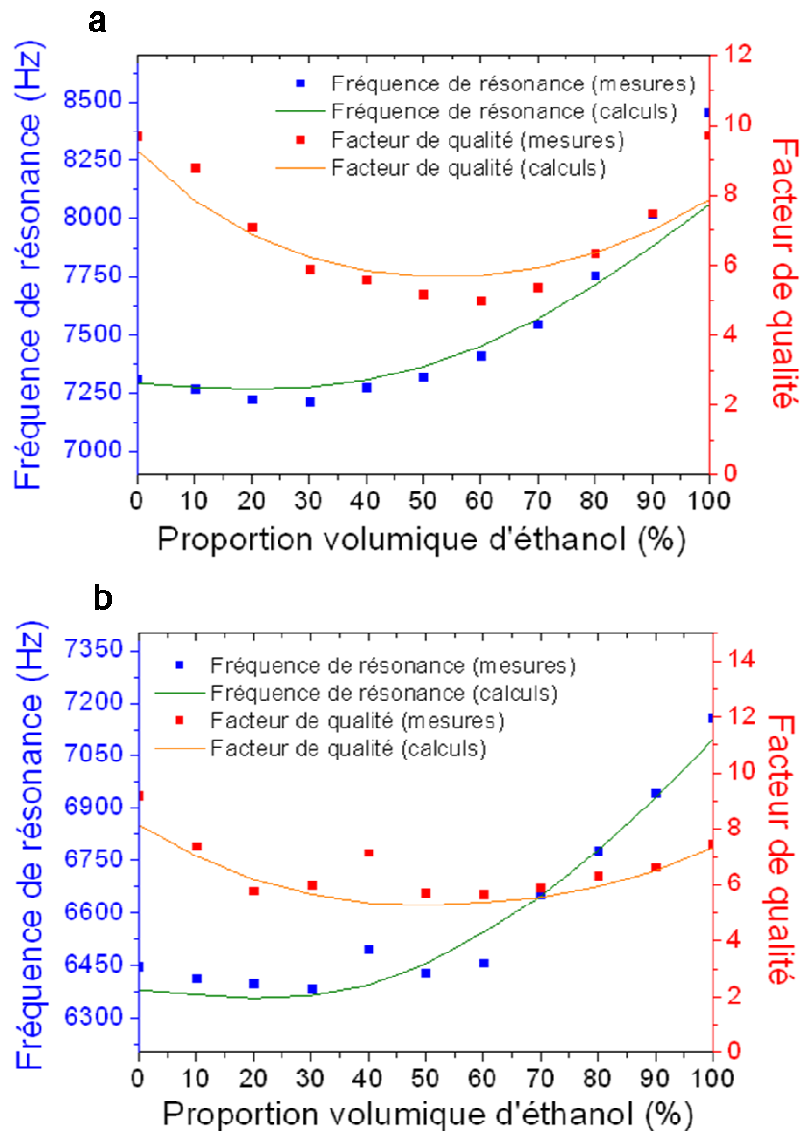 a
Fréquence de résonance (Hz)
8500
8250
8000
7750
7500
7250
7000
Fréquence de résonance (mesures)
Fréquence de résonance (calculs)
Facteur de qualité (mesures)
Facteur de qualité (calculs)
12
10
8
6
4
2
0
Facteur de qualité
0 10 20 30 40 50 60 70 80 90 100
Proportion volumique d'éthanol (%)
b
Fréquence de résonance (Hz)
7350
7200
7050
6900
6750
6600
6450
6300
Fréquence de résonance (mesures)
Fréquence de résonance (calculs)
Facteur de qualité (mesures)
Facteur de qualité (calculs)
14
12
10
8
6
4
2
0
Facteur de qualité
0 10 20 30 40 50 60 70 80 90 100
Proportion volumique d'éthanol (%)